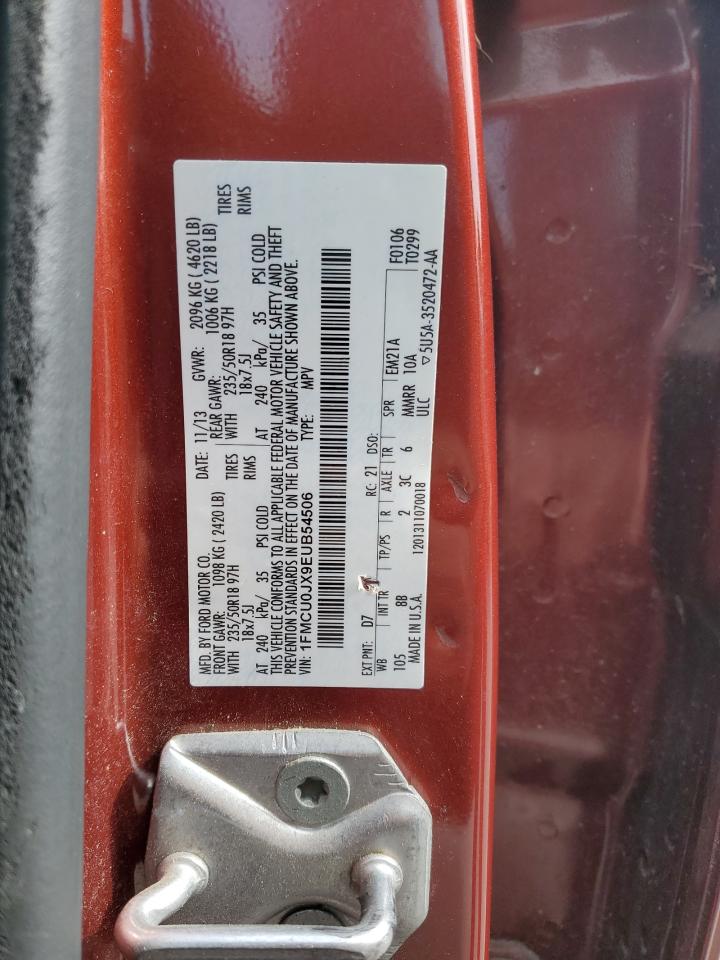 MFD. BY FORD MOTOR CO.
DATE: 11/13 GVWR: 2096 KG ( 4620 LB)
FRONT GAWR: 1098 KG ( 2420 LB)
REAR GAWR: 1006 KG ( 2218 LB)
WITH 235/50R18 97H TIRES
WITH 235/50R18 97H TIRES
18x7.5J RIMS
18x7.5J RIMS
AT 240 kPa/ 35 PSI COLD
AT 240 kPa/ 35 PSI COLD
THIS VEHICLE CONFORMS TO ALL APPLICABLE FEDERAL MOTOR VEHICLE SAFETY AND THEFT
PREVENTION STANDARDS IN EFFECT ON THE DATE OF MANUFACTURE SHOWN ABOVE.
VIN: 1FMCU0JX9EUB54506
TYPE: MPV
EXT PNT: D7 RC: 21 DSO: F0106
WB INT TR TP/PS R AXLE TR SPR EM21A T0299
105 8B 2 3C 6 MMRR 10A
MADE IN U.S.A. 1201311070018 ULC ▽5U5A-3520472-AA